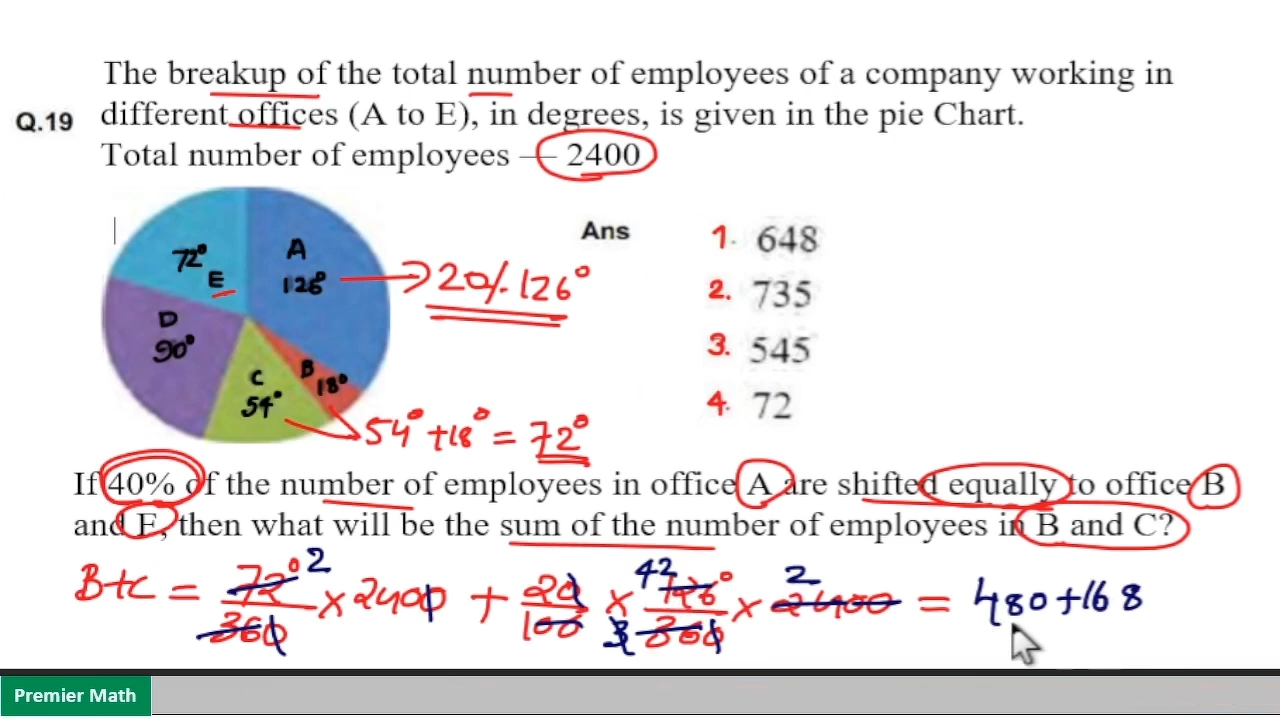 The breakup of the total number of employees of a company working in
Q.19 different offices (A to E), in degrees, is given in the pie Chart.
Total number of employees — 2400
72° E
A 126°
D 90°
C 54°
B 18°
20% 126°
54° + 18° = 72°
Ans
1. 648
2. 735
3. 545
4. 72
If 40% of the number of employees in office A are shifted equally to office B
and E, then what will be the sum of the number of employees in B and C?
B+C = 72°/360 × 2400 + 20/100 × 126°/360 × 2400 = 480+168
2 42 2 3
Premier Math